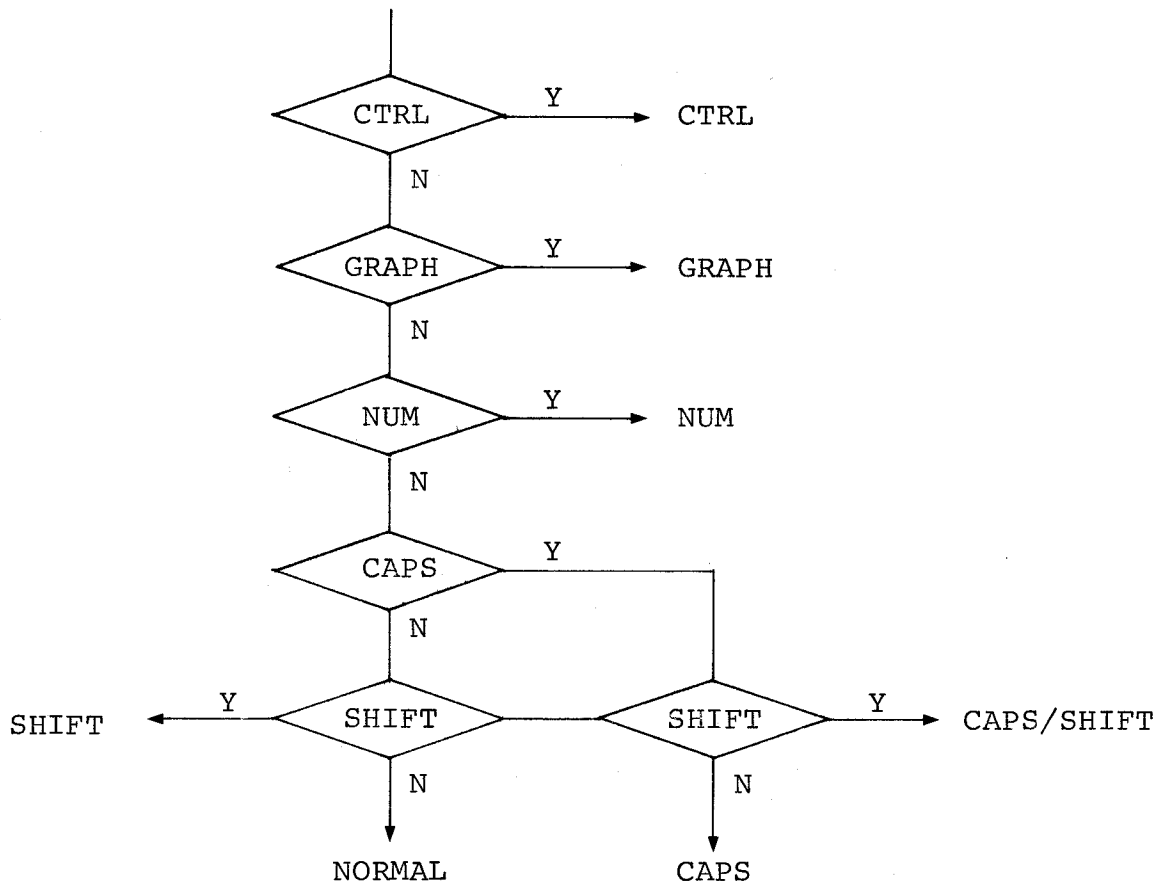 Y
CTRL CTRL
N
Y
GRAPH GRAPH
N
Y
NUM NUM
N
Y
CAPS
N
Y Y
SHIFT SHIFT SHIFT CAPS/SHIFT
N N
NORMAL CAPS